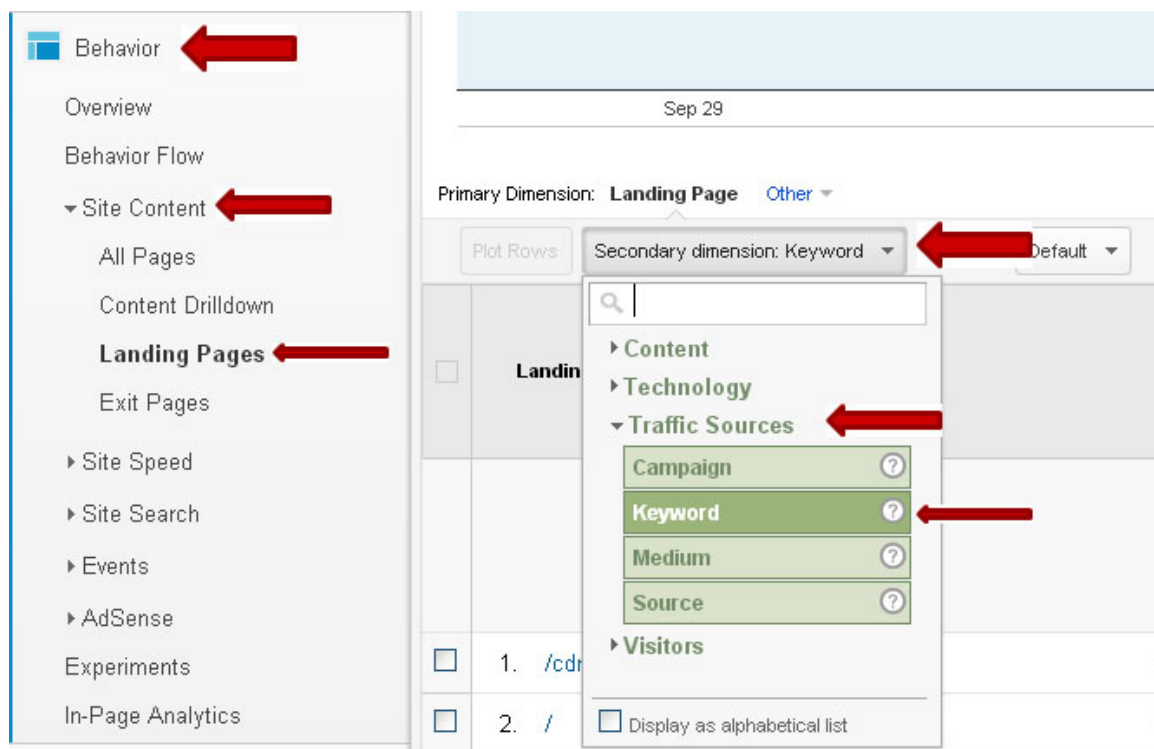 Behavior
Overview
Behavior Flow
Site Content
All Pages
Content Drilldown
Landing Pages
Exit Pages
Site Speed
Site Search
Events
AdSense
Experiments
In-Page Analytics
Sep 29
Primary Dimension: Landing Page Other
Plot Rows Secondary dimension: Keyword Default
Landin
Content
Technology
Traffic Sources
Campaign ?
Keyword ?
Medium ?
Source ?
Visitors
Display as alphabetical list
1. /cdr
2. /